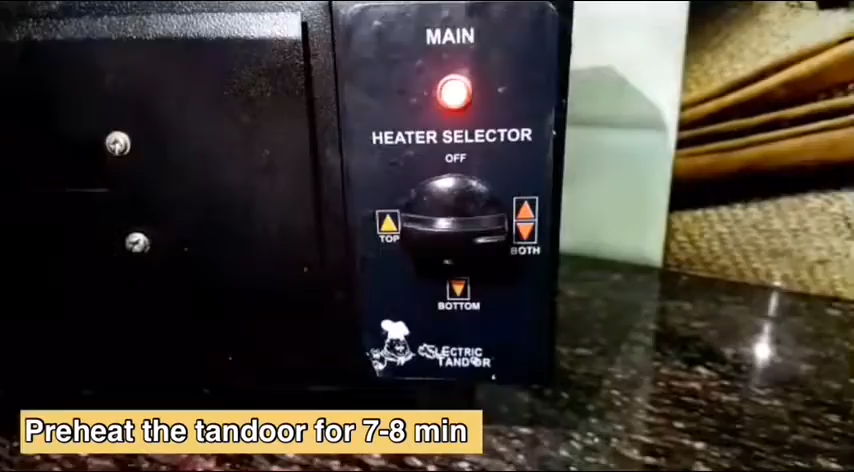 MAIN
HEATER SELECTOR
OFF
TOP
BOTH
BOTTOM
ELECTRIC
TANDOOR
Preheat the tandoor for 7-8 min